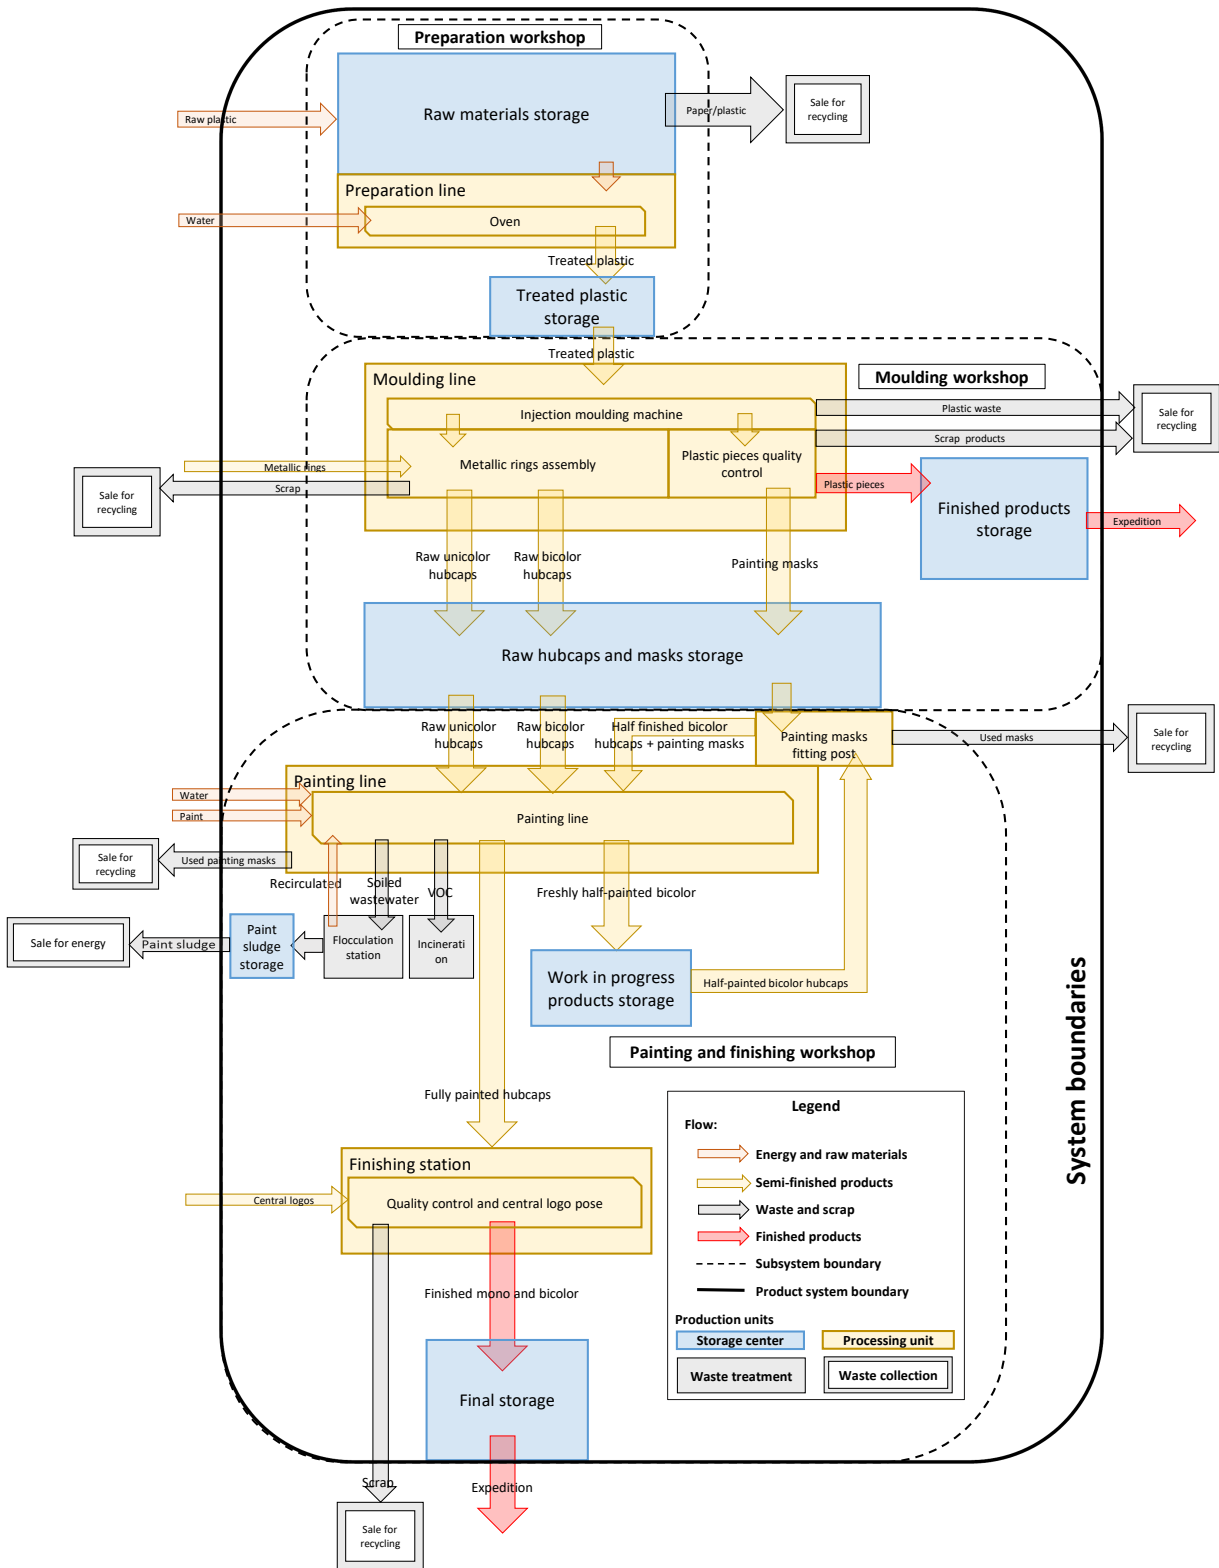 Preparation workshop
Raw materials storage
Raw plastic
Paper/plastic
Sale for
recycling
Preparation line
Water
Oven
Treated plastic
Treated plastic
storage
Treated plastic
Moulding line
Moulding workshop
Injection moulding machine
Plastic waste
Scrap products
Sale for
recycling
Metallic rings
Metallic rings assembly
Plastic pieces quality
control
Scrap
Sale for
recycling
Plastic pieces
Finished products
storage
Expedition
Raw unicolor
hubcaps
Raw bicolor
hubcaps
Painting masks
Raw hubcaps and masks storage
Raw unicolor
hubcaps
Raw bicolor
hubcaps
Half finished bicolor
hubcaps + painting masks
Painting masks
fitting post
Used masks
Sale for
recycling
Painting line
Water
Paint
Painting line
Used painting masks
Sale for
recycling
Recirculated
Soiled
wastewater
VOC
Freshly half-painted bicolor
Sale for energy
Paint sludge
Paint
sludge
storage
Flocculation
station
Incinerati
on
Work in progress
products storage
Half-painted bicolor hubcaps
Painting and finishing workshop
System boundaries
Fully painted hubcaps
Finishing station
Central logos
Quality control and central logo pose
Finished mono and bicolor
Final storage
Scrap
Expedition
Sale for
recycling
Legend
Flow:
Energy and raw materials
Semi-finished products
Waste and scrap
Finished products
Subsystem boundary
Product system boundary
Production units
Storage center
Processing unit
Waste treatment
Waste collection